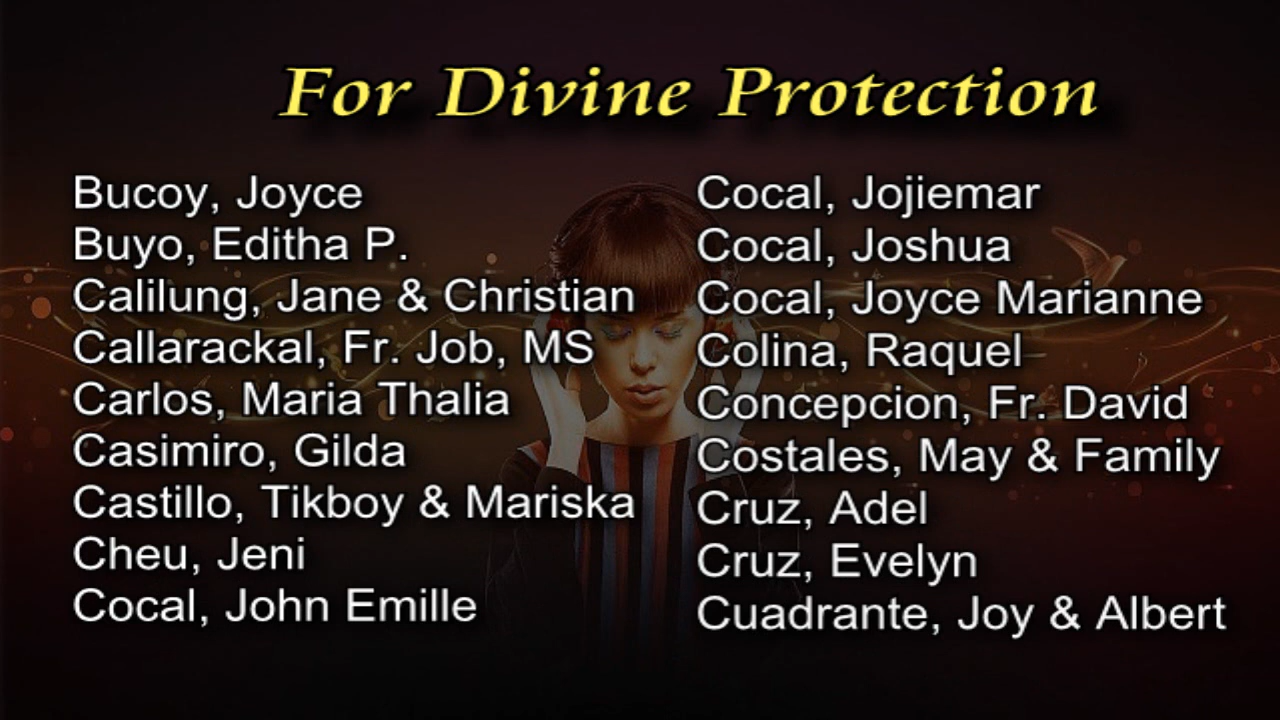 For Divine Protection
Bucoy, Joyce
Buyo, Editha P.
Calilung, Jane & Christian
Callarackal, Fr. Job, MS
Carlos, Maria Thalia
Casimiro, Gilda
Castillo, Tikboy & Mariska
Cheu, Jeni
Cocal, John Emille
Cocal, Jojiemar
Cocal, Joshua
Cocal, Joyce Marianne
Colina, Raquel
Concepcion, Fr. David
Costales, May & Family
Cruz, Adel
Cruz, Evelyn
Cuadrante, Joy & Albert